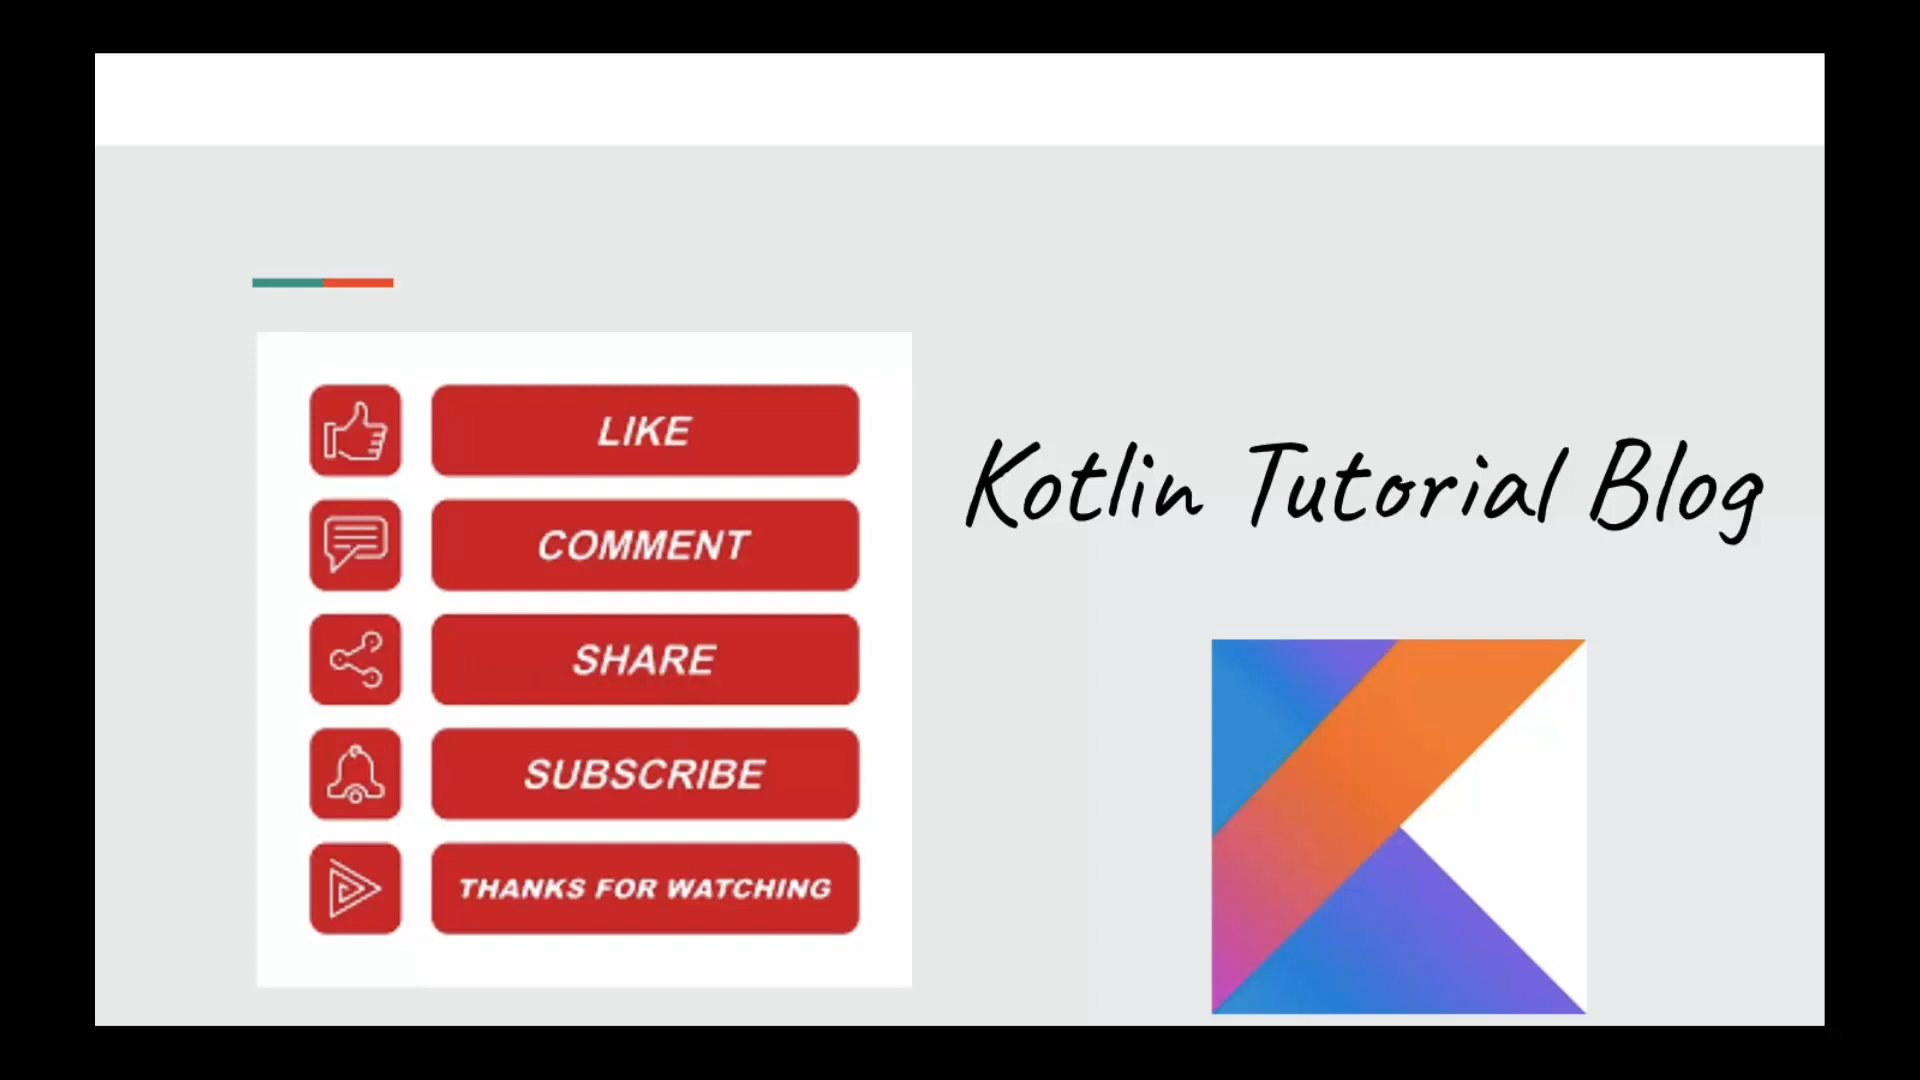 LIKE
COMMENT
SHARE
SUBSCRIBE
THANKS FOR WATCHING
Kotlin Tutorial Blog